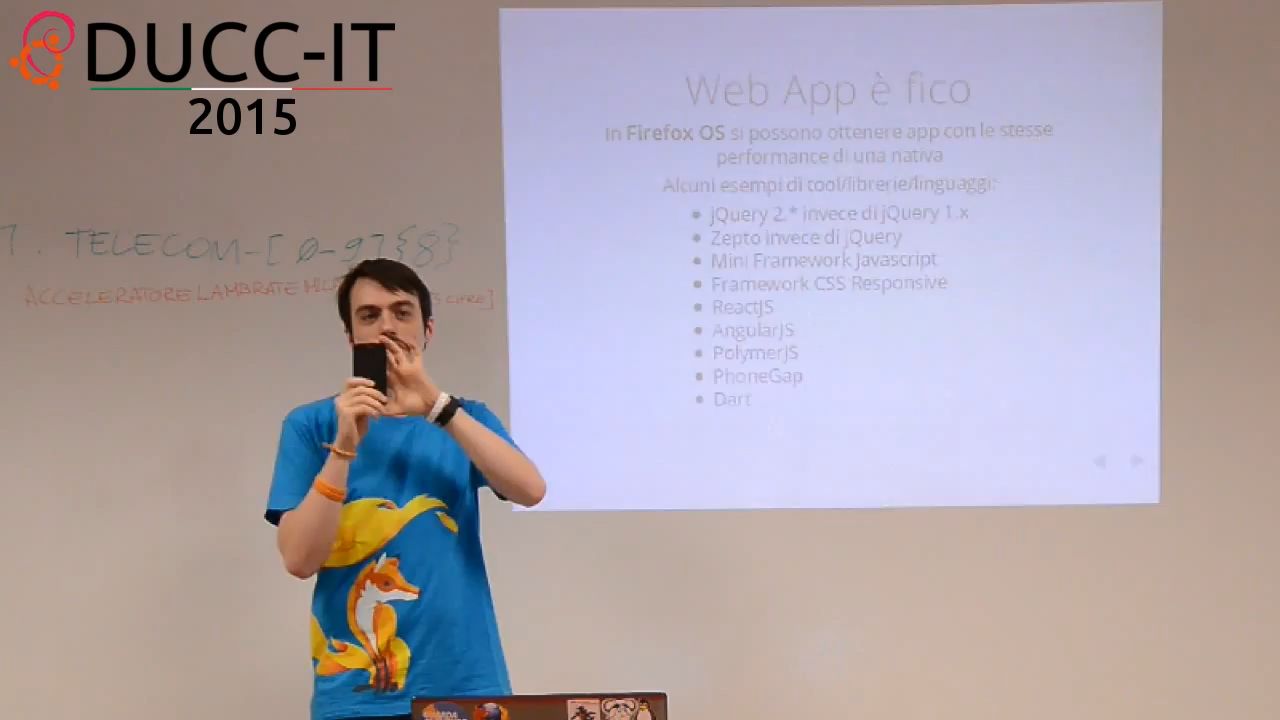 DUCC-IT
2015
Web App è fico
In Firefox OS si possono ottenere app con le stesse
performance di una nativa
Alcuni esempi di tool/librerie/linguaggi:
jQuery 2.* invece di jQuery 1.x
Zepto invece di jQuery
Mini Framework Javascript
Framework CSS Responsive
ReactJS
AngularJS
PolymerJS
PhoneGap
Dart
1. TELECOM-[0-9]{8}
ACCELERATORE LAMBRATE CIFRE]